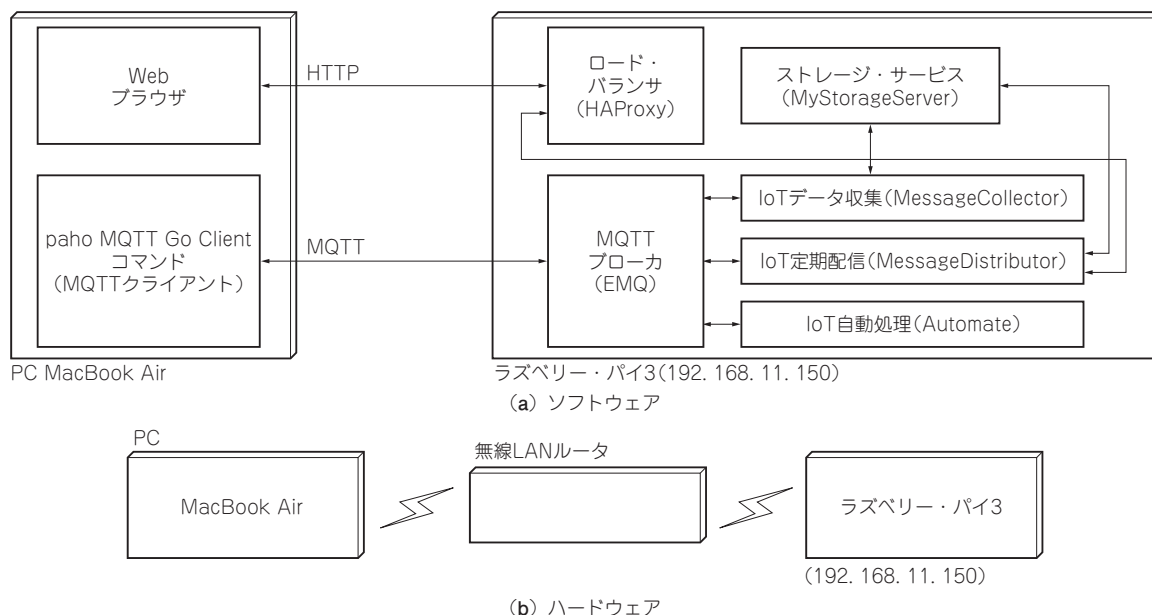 Web
ブラウザ
HTTP
ロード・
バランサ
(HAProxy)
ストレージ・サービス
(MyStorageServer)
paho MQTT Go Client
コマンド
(MQTTクライアント)
MQTT
MQTT
ブローカ
(EMQ)
IoTデータ収集(MessageCollector)
IoT定期配信(MessageDistributor)
IoT自動処理(Automate)
PC MacBook Air
ラズベリー・パイ3(192. 168. 11. 150)
(a) ソフトウェア
PC
MacBook Air
無線LANルータ
ラズベリー・パイ3
(192. 168. 11. 150)
(b) ハードウェア